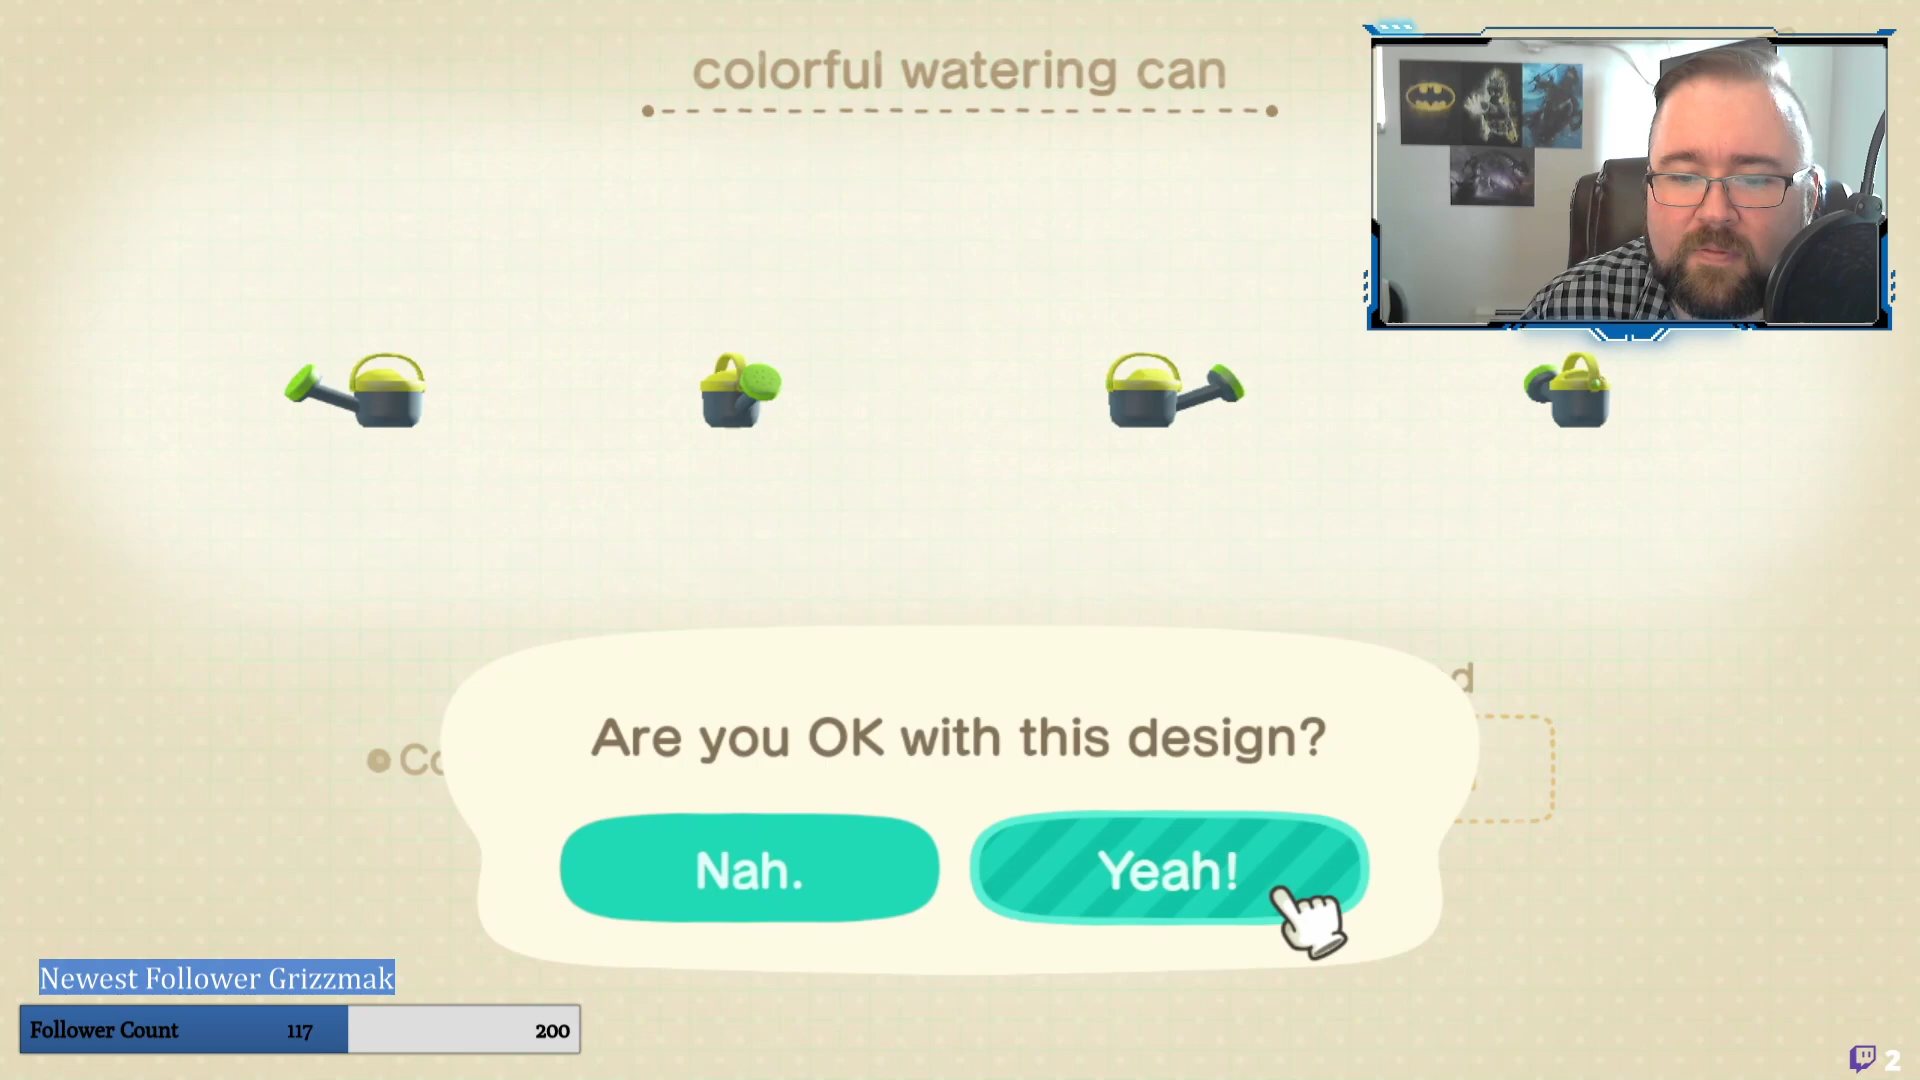 colorful watering can
d
Co
Are you OK with this design?
Nah.
Yeah!
Newest Follower Grizzmak
Follower Count 117 200
2